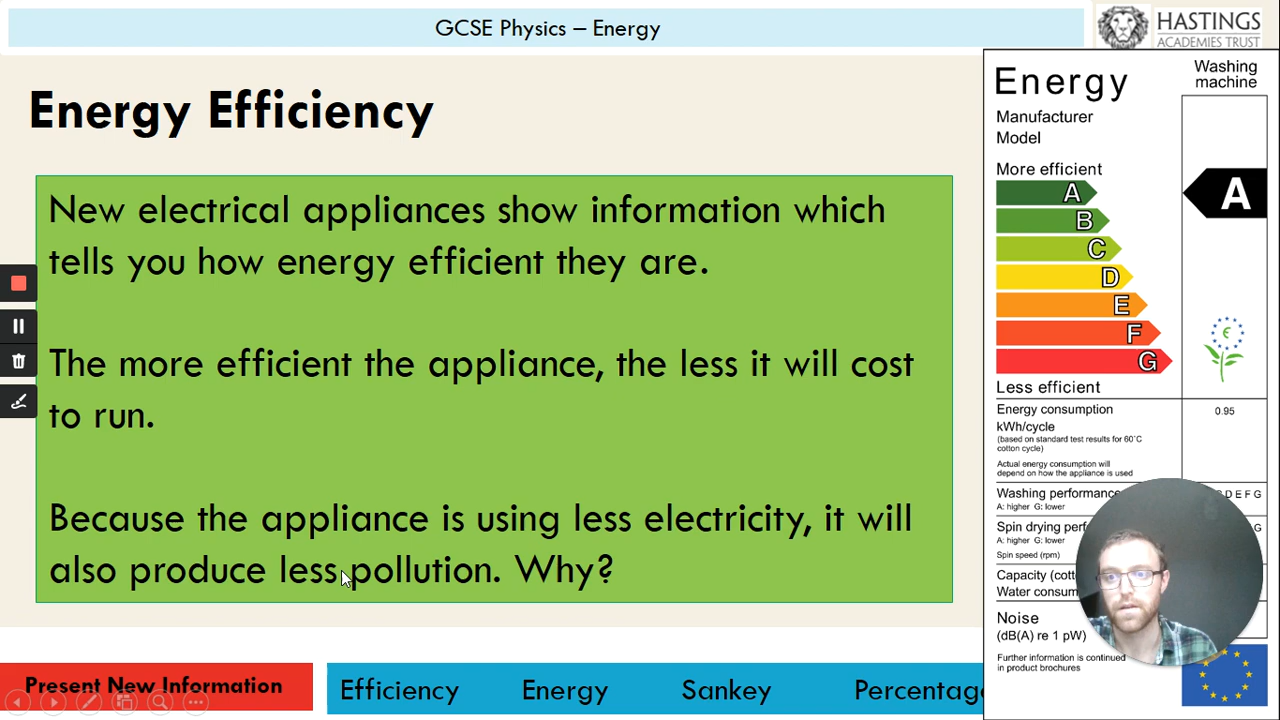 GCSE Physics – Energy
HASTINGS
ACADEMIES TRUST
Energy Efficiency
New electrical appliances show information which
tells you how energy efficient they are.
The more efficient the appliance, the less it will cost
to run.
Because the appliance is using less electricity, it will
also produce less pollution. Why?
Energy
Washing
machine
Manufacturer
Model
More efficient
A
A
B
C
D
E
F
G
Less efficient
Energy consumption
kWh/cycle
0.95
(based on standard test results for 60°C
cotton cycle)
Actual energy consumption will
depend on how the appliance is used
Washing performance
D E F G
A: higher G: lower
Spin drying
G
A: higher G: lower
Spin speed (rpm)
Capacity
Water
Noise
(dB(A) re 1 pW)
Further information is continued
in product brochures
Present New Information
Efficiency
Energy
Sankey